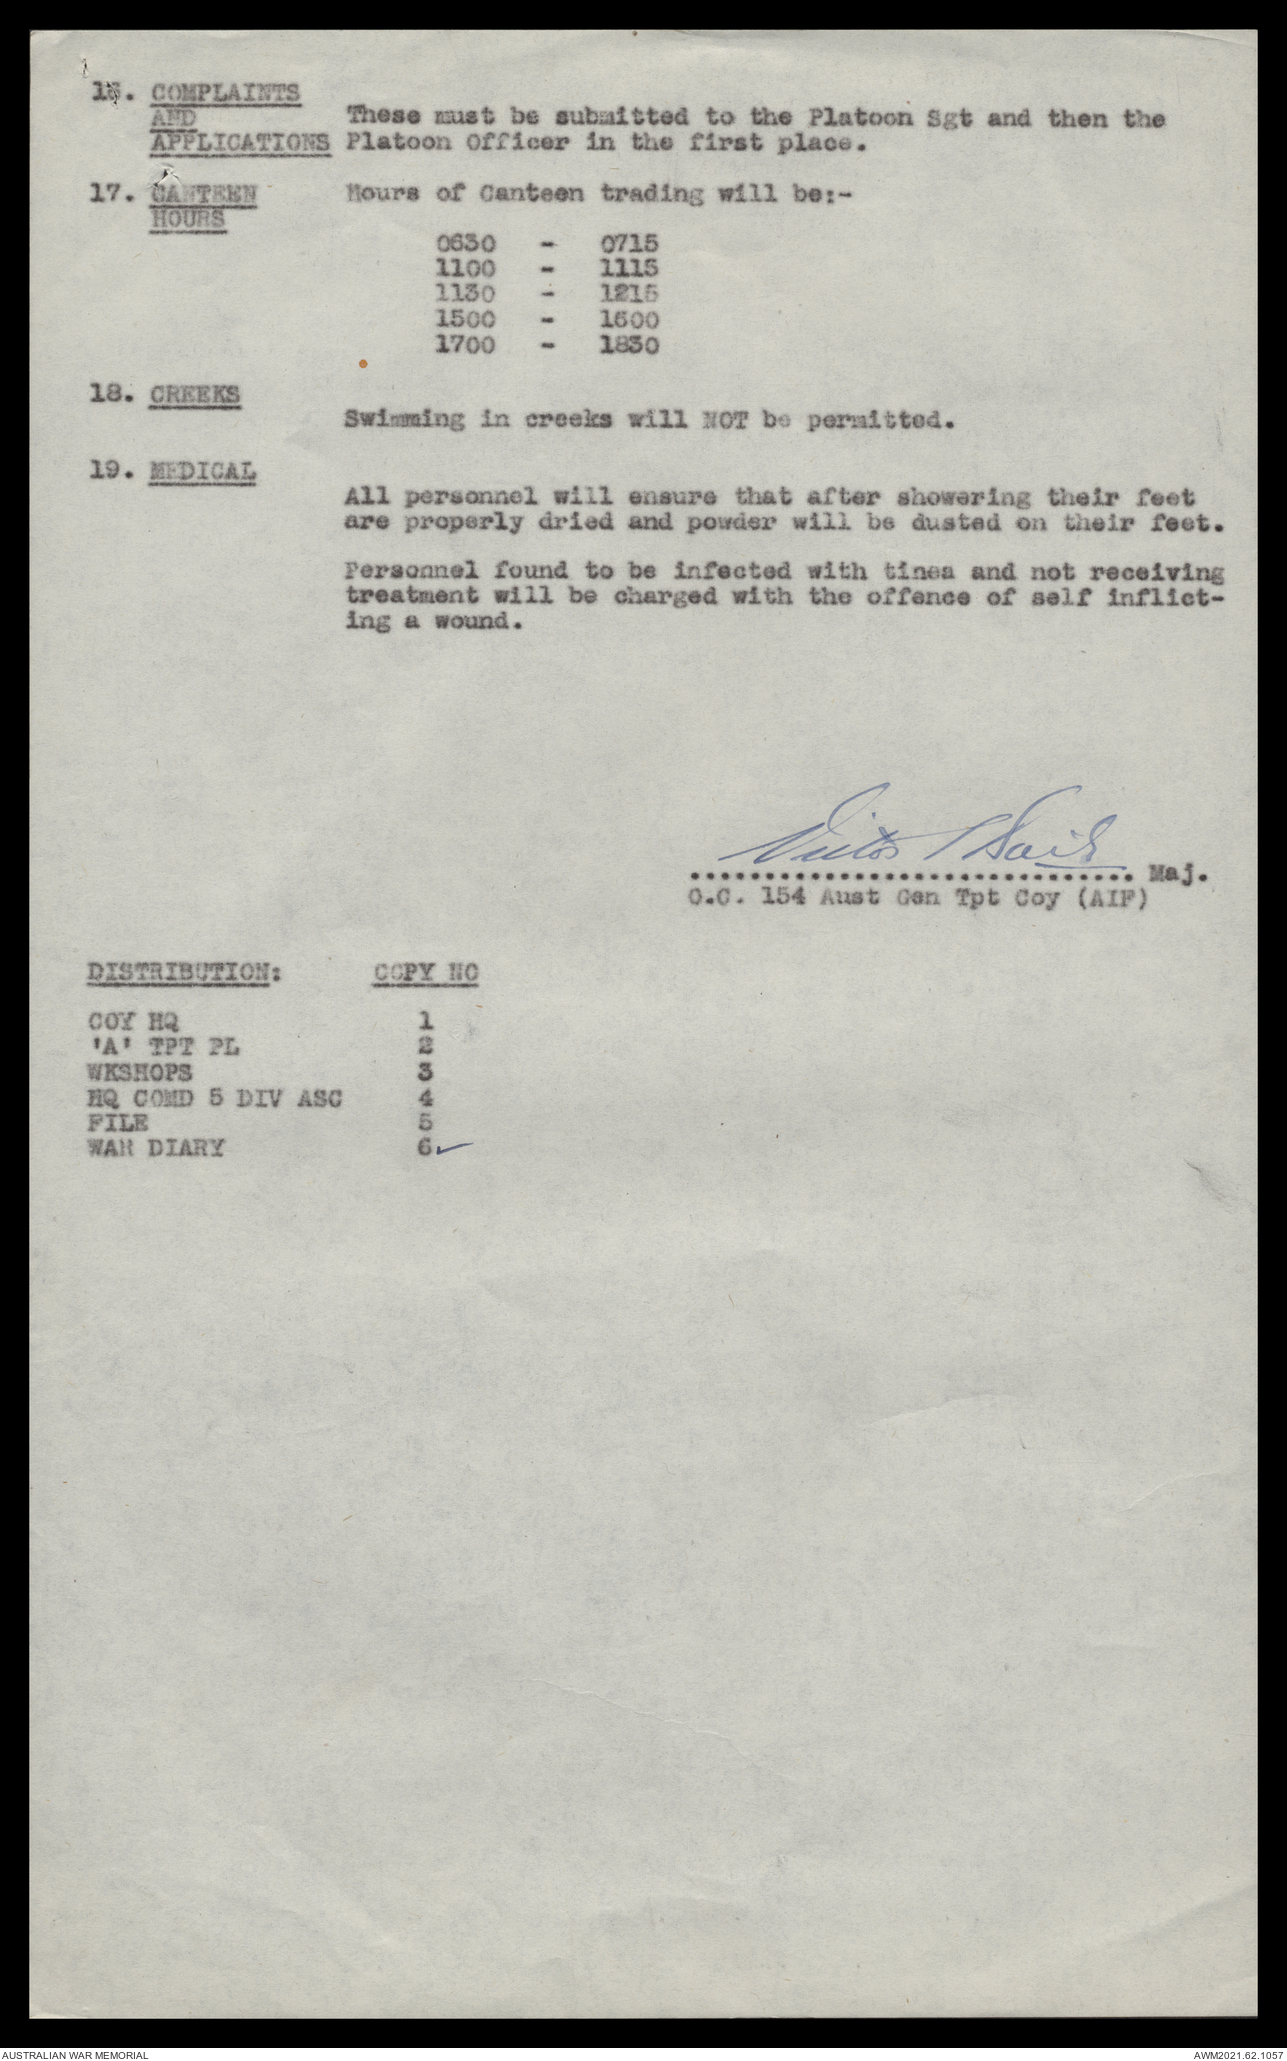 16. COMPLAINTS
AND These must be submitted to the Platoon Sgt and then the
APPLICATIONS Platoon Officer in the first place.
17. CANTEEN Hours of Canteen trading will be:-
HOURS
0630 - 0715
1100 - 1115
1130 - 1215
1500 - 1600
1700 - 1830
18. CREEKS
Swimming in creeks will NOT be permitted.
19. MEDICAL
All personnel will ensure that after showering their feet
are properly dried and powder will be dusted on their feet.
Personnel found to be infected with tinea and not receiving
treatment will be charged with the offence of self inflict-
ing a wound.
Victor
.............................. Maj.
O.C. 154 Aust Gen Tpt Coy (AIF)
DISTRIBUTION: COPY NO
COY HQ 1
'A' TPT PL 2
WKSHOPS 3
HQ COMD 5 DIV ASC 4
FILE 5
WAR DIARY 6✓
AUSTRALIAN WAR MEMORIAL AWM2021.62.1057